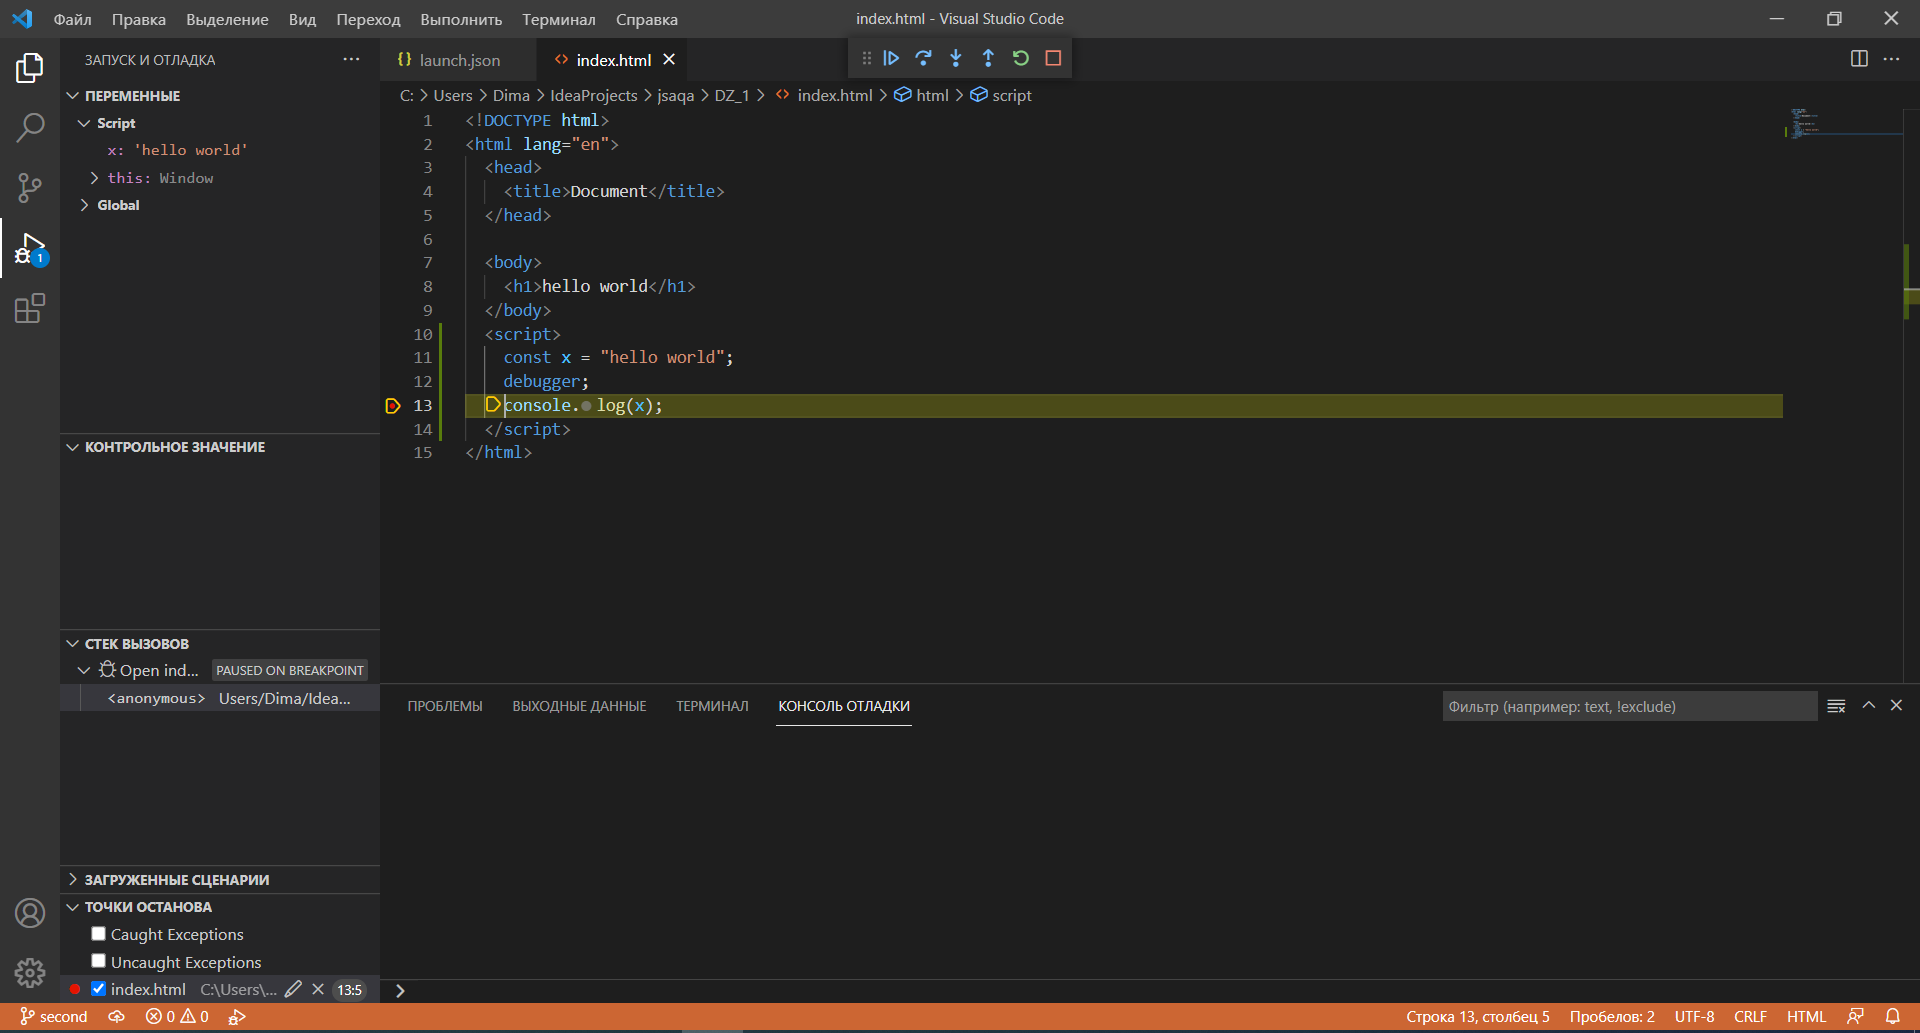 Файл Правка Выделение Вид Переход Выполнить Терминал Справка
index.html - Visual Studio Code
ЗАПУСК И ОТЛАДКА
ПЕРЕМЕННЫЕ
Script
x: 'hello world'
this: Window
Global
КОНТРОЛЬНОЕ ЗНАЧЕНИЕ
СТЕК ВЫЗОВОВ
Open ind... PAUSED ON BREAKPOINT
<anonymous> Users/Dima/Idea...
ЗАГРУЖЕННЫЕ СЦЕНАРИИ
ТОЧКИ ОСТАНОВА
Caught Exceptions
Uncaught Exceptions
index.html C:\Users\... 13:5
1
launch.json index.html
C: > Users > Dima > IdeaProjects > jsaqa > DZ_1 > index.html > html > script
1 <!DOCTYPE html>
2 <html lang="en">
3 <head>
4 <title>Document</title>
5 </head>
6
7 <body>
8 <h1>hello world</h1>
9 </body>
10 <script>
11 const x = "hello world";
12 debugger;
13 console. log(x);
14 </script>
15 </html>
ПРОБЛЕМЫ ВЫХОДНЫЕ ДАННЫЕ ТЕРМИНАЛ КОНСОЛЬ ОТЛАДКИ
Фильтр (например: text, !exclude)
second 0 0
Строка 13, столбец 5 Пробелов: 2 UTF-8 CRLF HTML